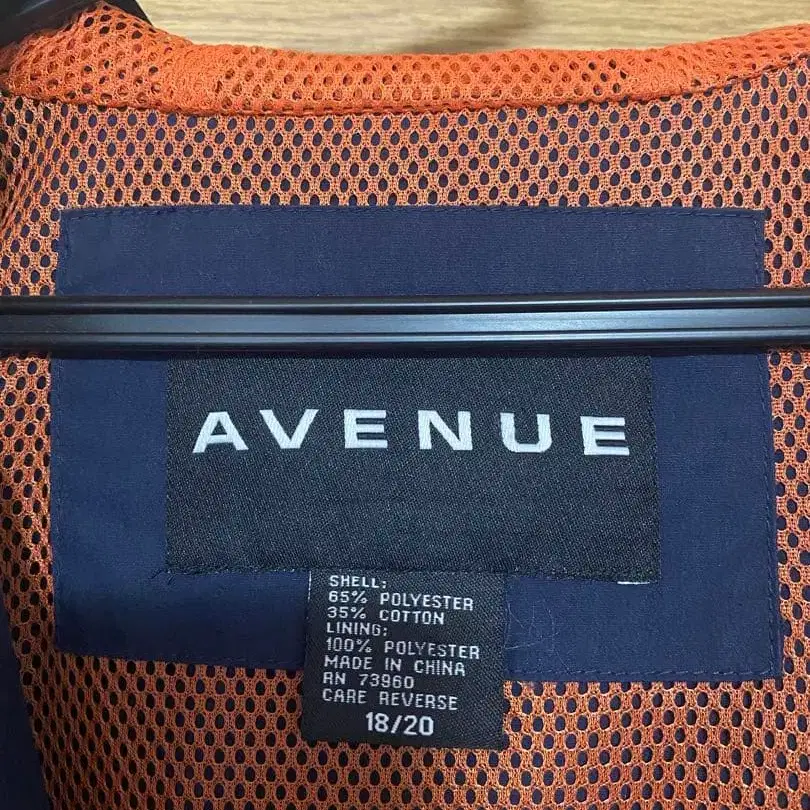 AVENUE
SHELL:
65% POLYESTER
35% COTTON
LINING:
100% POLYESTER
MADE IN CHINA
RN 73960
CARE REVERSE
18/20